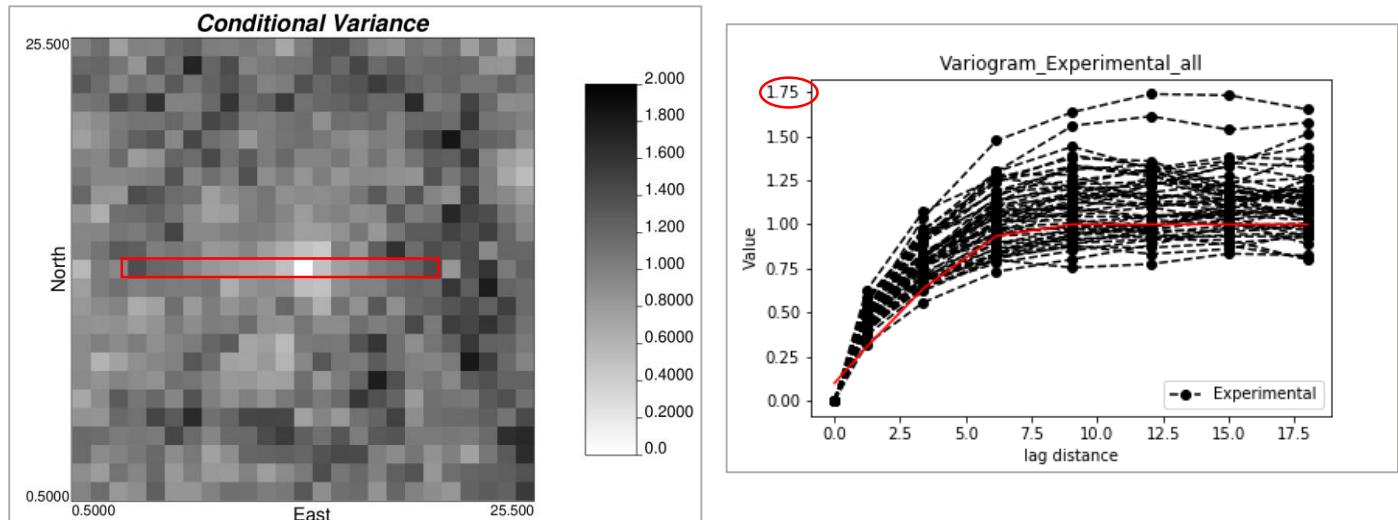 Conditional Variance
25.500
North
0.5000
0.5000
East
25.500
2.000
1.800
1.600
1.400
1.200
1.000
0.8000
0.6000
0.4000
0.2000
0.0
Variogram_Experimental_all
1.75
1.50
1.25
1.00
0.75
0.50
0.25
0.00
Value
0.0 2.5 5.0 7.5 10.0 12.5 15.0 17.5
lag distance
Experimental